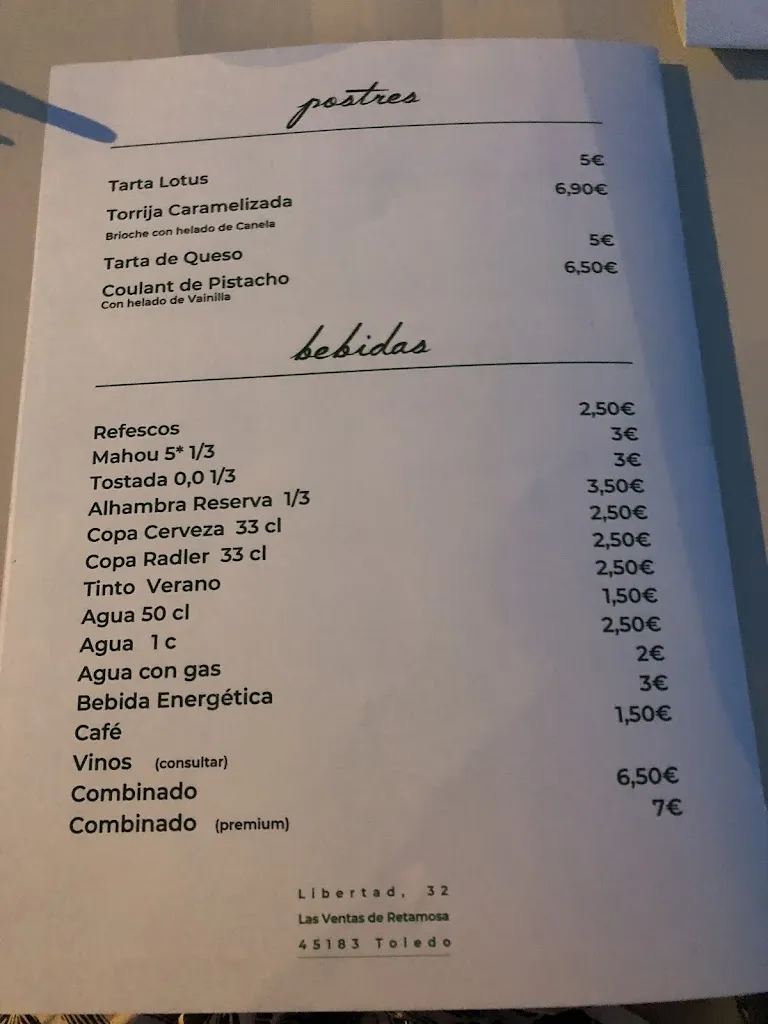 postres
Tarta Lotus 5€
Torrija Caramelizada 6,90€
Brioche con helado de Canela
Tarta de Queso 5€
Coulant de Pistacho 6,50€
Con helado de Vainilla
bebidas
Refescos 2,50€
Mahou 5* 1/3 3€
Tostada 0,0 1/3 3€
Alhambra Reserva 1/3 3,50€
Copa Cerveza 33 cl 2,50€
Copa Radler 33 cl 2,50€
Tinto Verano 2,50€
Agua 50 cl 1,50€
Agua 1 c 2,50€
Agua con gas 2€
Bebida Energética 3€
Café 1,50€
Vinos (consultar)
Combinado 6,50€
Combinado (premium) 7€
Libertad, 32
Las Ventas de Retamosa
45183 Toledo